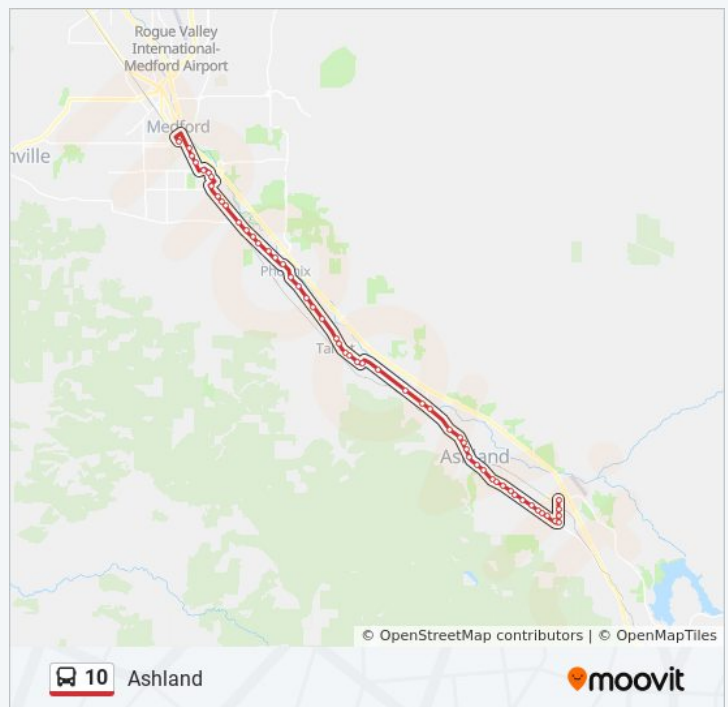 Rogue Valley
International-
Medford Airport
Medford
nville
Phoenix
Talent
Ashland
© OpenStreetMap contributors | © OpenMapTiles
10 Ashland
moovit